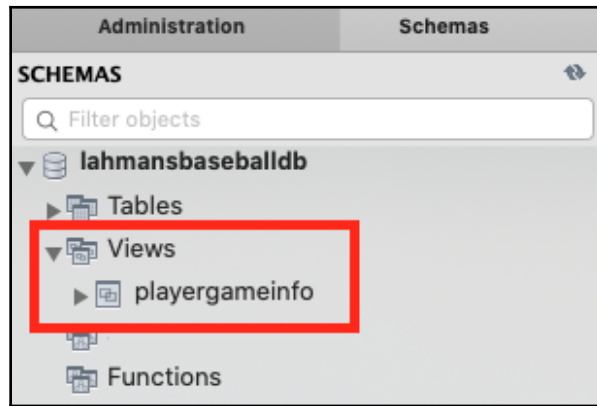 Administration Schemas
SCHEMAS
Filter objects
lahmansbaseballdb
Tables
Views
playergameinfo
Functions